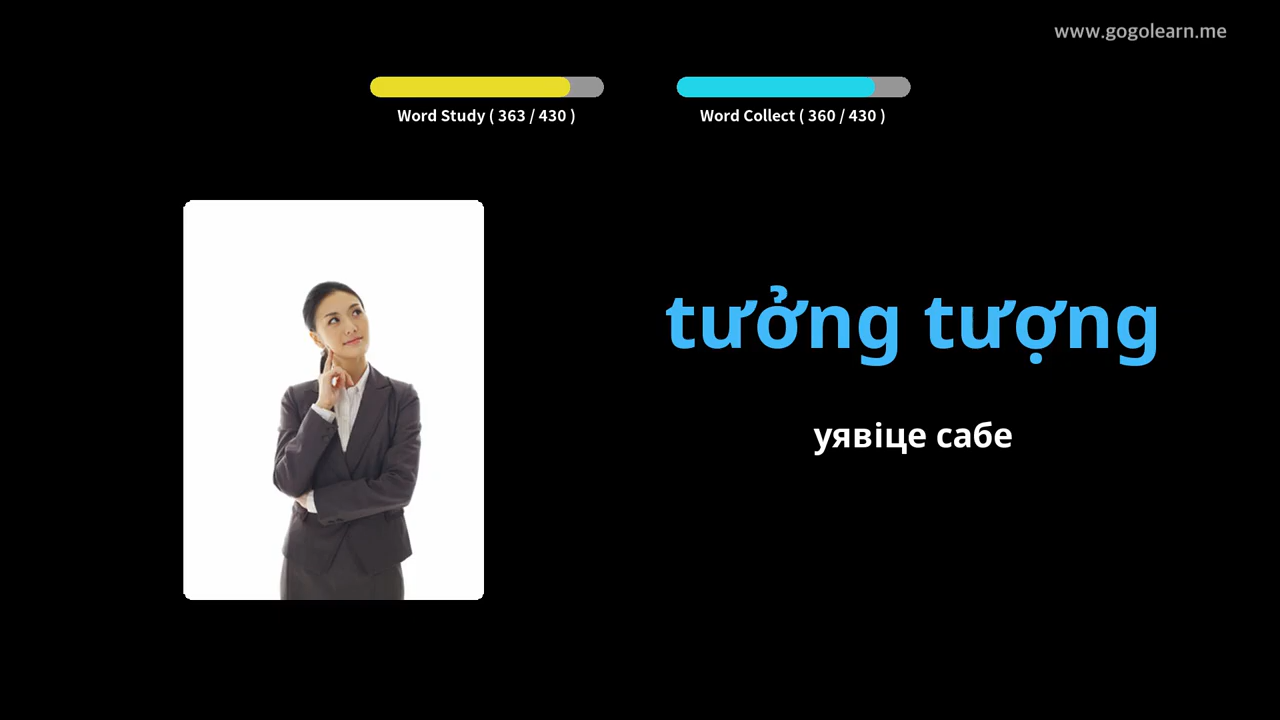 www.gogolearn.me
Word Study ( 363 / 430 )
Word Collect ( 360 / 430 )
tưởng tượng
уявіце сабе